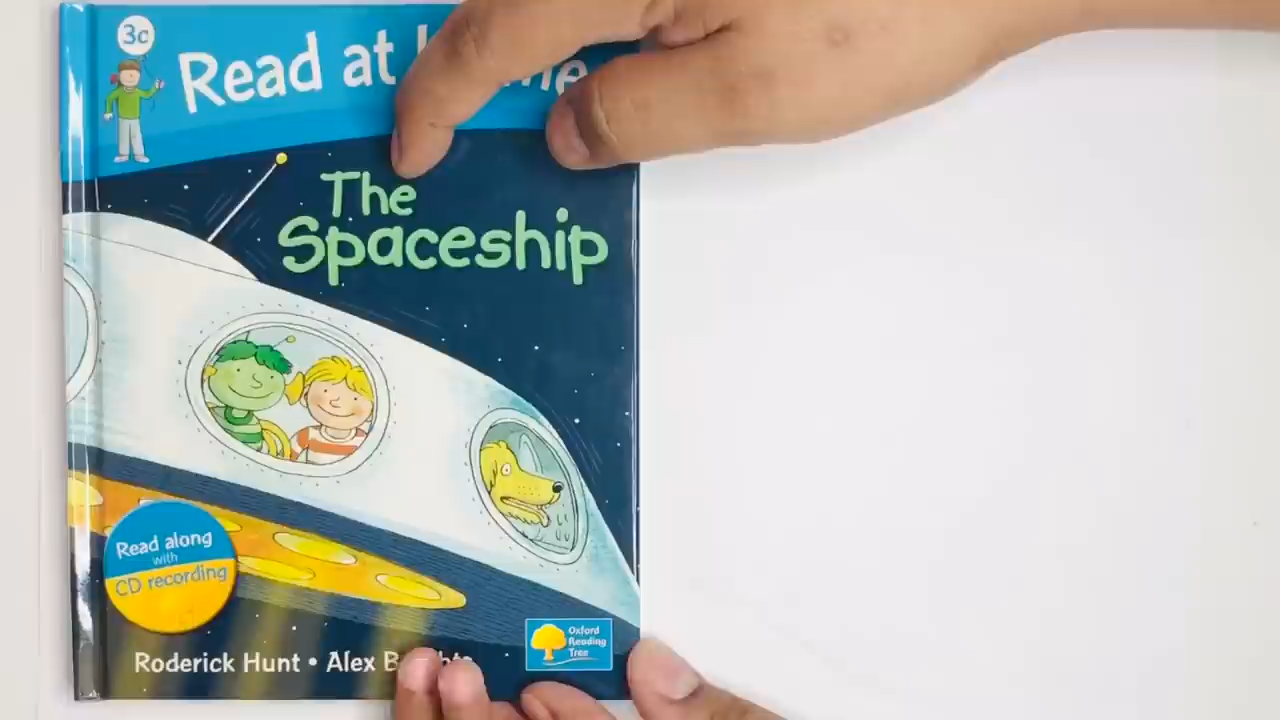 3c
Read at
The
Spaceship
Read along
with
CD recording
Oxford
Reading
Tree
Roderick Hunt • Alex